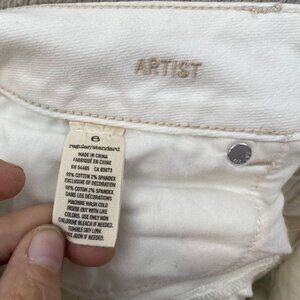 ARTIST
6
regular/standard
MADE IN CHINA
FABRIQUÉ EN CHINE
RN 54485 CA 03873
98% COTTON 2% SPANDEX
EXCLUSIVE OF DECORATION
98% COTON 2% SPANDEX
SANS LES DÉCORATIONS
MACHINE WASH COLD
INSIDE OUT WITH LIKE
COLORS. USE ONLY NON
CHLORINE BLEACH IF NEEDED.
TUMBLE DRY LOW.
IRON IF NEEDED.